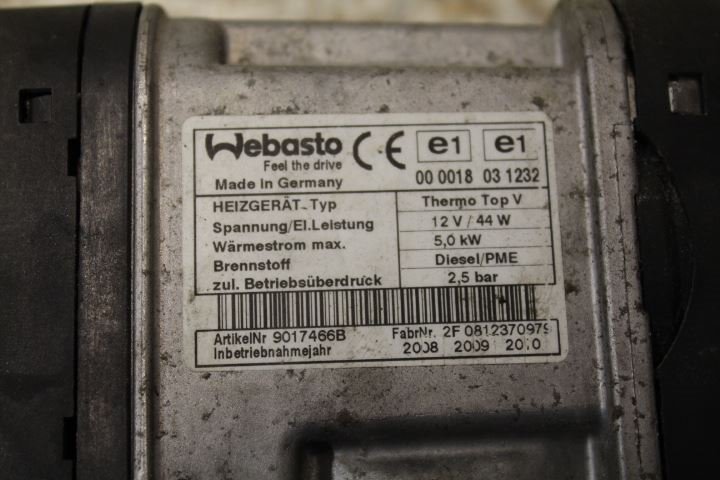 Webasto CE e1 e1
Feel the drive
Made in Germany 00 0018 03 1232
HEIZGERÄT-Typ Thermo Top V
Spannung/El.Leistung 12 V / 44 W
Wärmestrom max. 5,0 kW
Brennstoff Diesel/PME
zul. Betriebsüberdruck 2,5 bar
ArtikelNr 9017466B FabrNr. 2F 0812370979
Inbetriebnahmejahr 2008 2009 2010